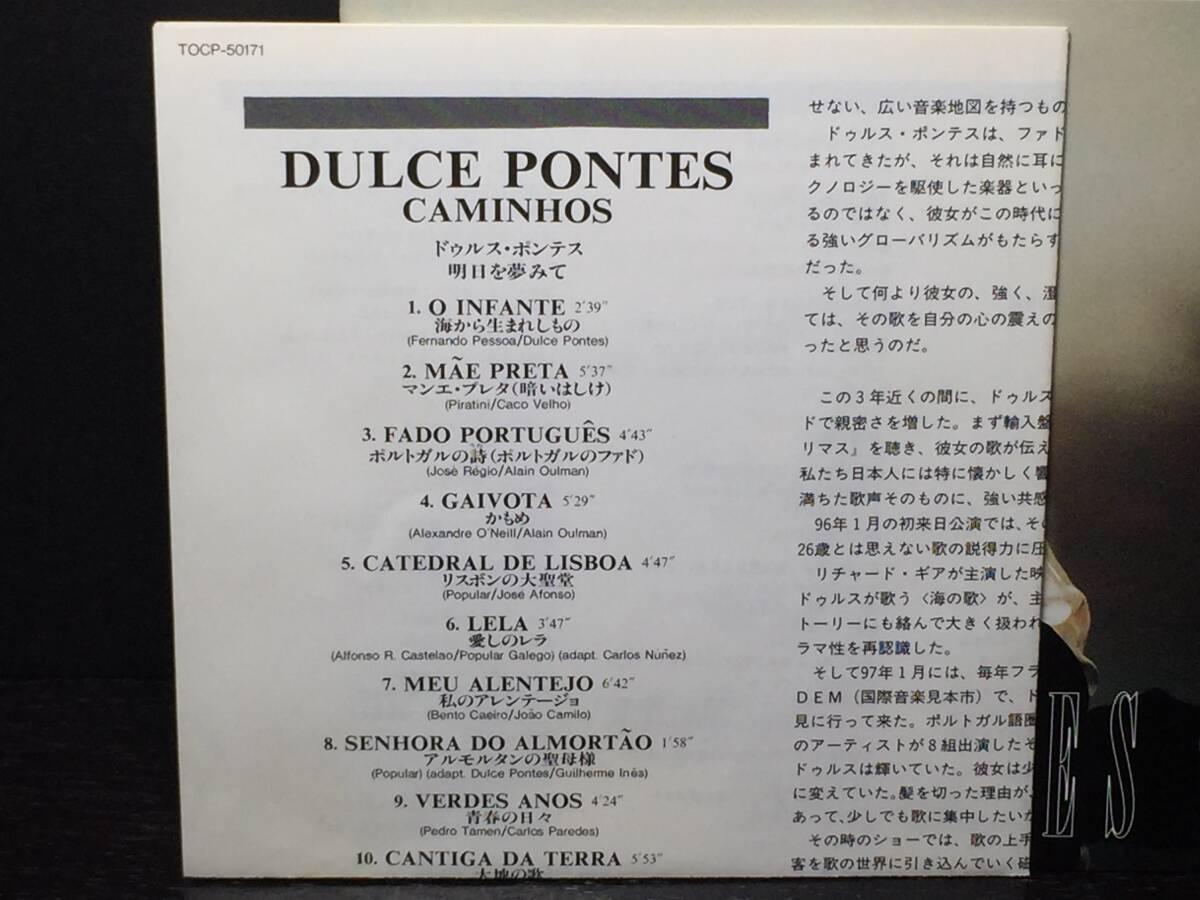 TOCP-50171
DULCE PONTES
CAMINHOS
ドゥルス・ポンテス
明日を夢みて
1. O INFANTE 2'39"
海から生まれしもの
(Fernando Pessoa/Dulce Pontes)
2. MÃE PRETA 5'37"
マンエ・プレタ(暗いはしけ)
(Piratini/Caco Velho)
3. FADO PORTUGUÊS 4'43"
ポルトガルの詩(ポルトガルのファド)
(José Régio/Alain Oulman)
4. GAIVOTA 5'29"
かもめ
(Alexandre O'Neill/Alain Oulman)
5. CATEDRAL DE LISBOA 4'47"
リスボンの大聖堂
(Popular/José Afonso)
6. LELA 3'47"
愛しのレラ
(Alfonso R. Castelao/Popular Galego) (adapt. Carlos Núñez)
7. MEU ALENTEJO 6'42"
私のアレンテージョ
(Bento Caeiro/João Camilo)
8. SENHORA DO ALMORTÃO 1'58"
アルモルタンの聖母様
(Popular) (adapt. Dulce Pontes/Guilherme Inês)
9. VERDES ANOS 4'24"
青春の日々
(Pedro Tamen/Carlos Paredes)
10. CANTIGA DA TERRA 5'53"
大地の歌
せない、広い音楽地図を持つもの
ドゥルス・ポンテスは、ファド
まれてきたが、それは自然に耳に
クノロジーを駆使した楽器といっ
るのではなく、彼女がこの時代に
る強いグローバリズムがもたらす
だった。
そして何より彼女の、強く、澄
ては、その歌を自分の心の震えの
ったと思うのだ。
この3年近くの間に、ドゥルス
ドで親密さを増した。まず輸入盤
リマス』を聴き、彼女の歌が伝え
私たち日本人には特に懐かしく響
満ちた歌声そのものに、強い共感
96年1月の初来日公演では、その
26歳とは思えない歌の説得力に圧
リチャード・ギアが主演した映
ドゥルスが歌う〈海の歌〉が、主
トーリーにも絡んで大きく扱われ
ラマ性を再認識した。
そして97年1月には、毎年フラ
DEM(国際音楽見本市)で、ド
見に行って来た。ポルトガル語圏
のアーティストが8組出演したそ
ドゥルスは輝いていた。彼女は少
に変えていた。髪を切った理由が、
あって、少しでも歌に集中したいか
その時のショーでは、歌の上手
客を歌の世界に引き込んでいく磁
ES